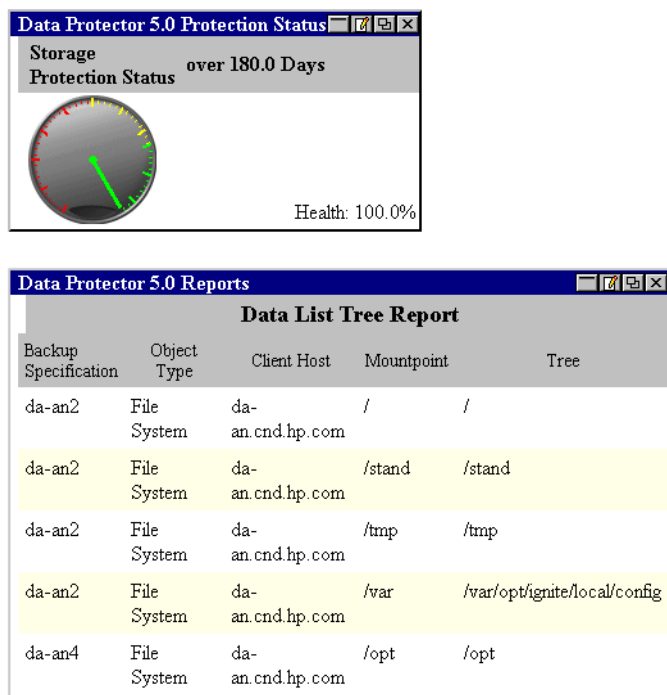 Data Protector 5.0 Protection Status
Storage
Protection Status
over 180.0 Days
Health: 100.0%
Data Protector 5.0 Reports
Data List Tree Report
Backup
Specification
Object
Type
Client Host
Mountpoint
Tree
da-an2
File
System
da-
an.cnd.hp.com
/
/
da-an2
File
System
da-
an.cnd.hp.com
/stand
/stand
da-an2
File
System
da-
an.cnd.hp.com
/tmp
/tmp
da-an2
File
System
da-
an.cnd.hp.com
/var
/var/opt/ignite/local/config
da-an4
File
System
da-
an.cnd.hp.com
/opt
/opt